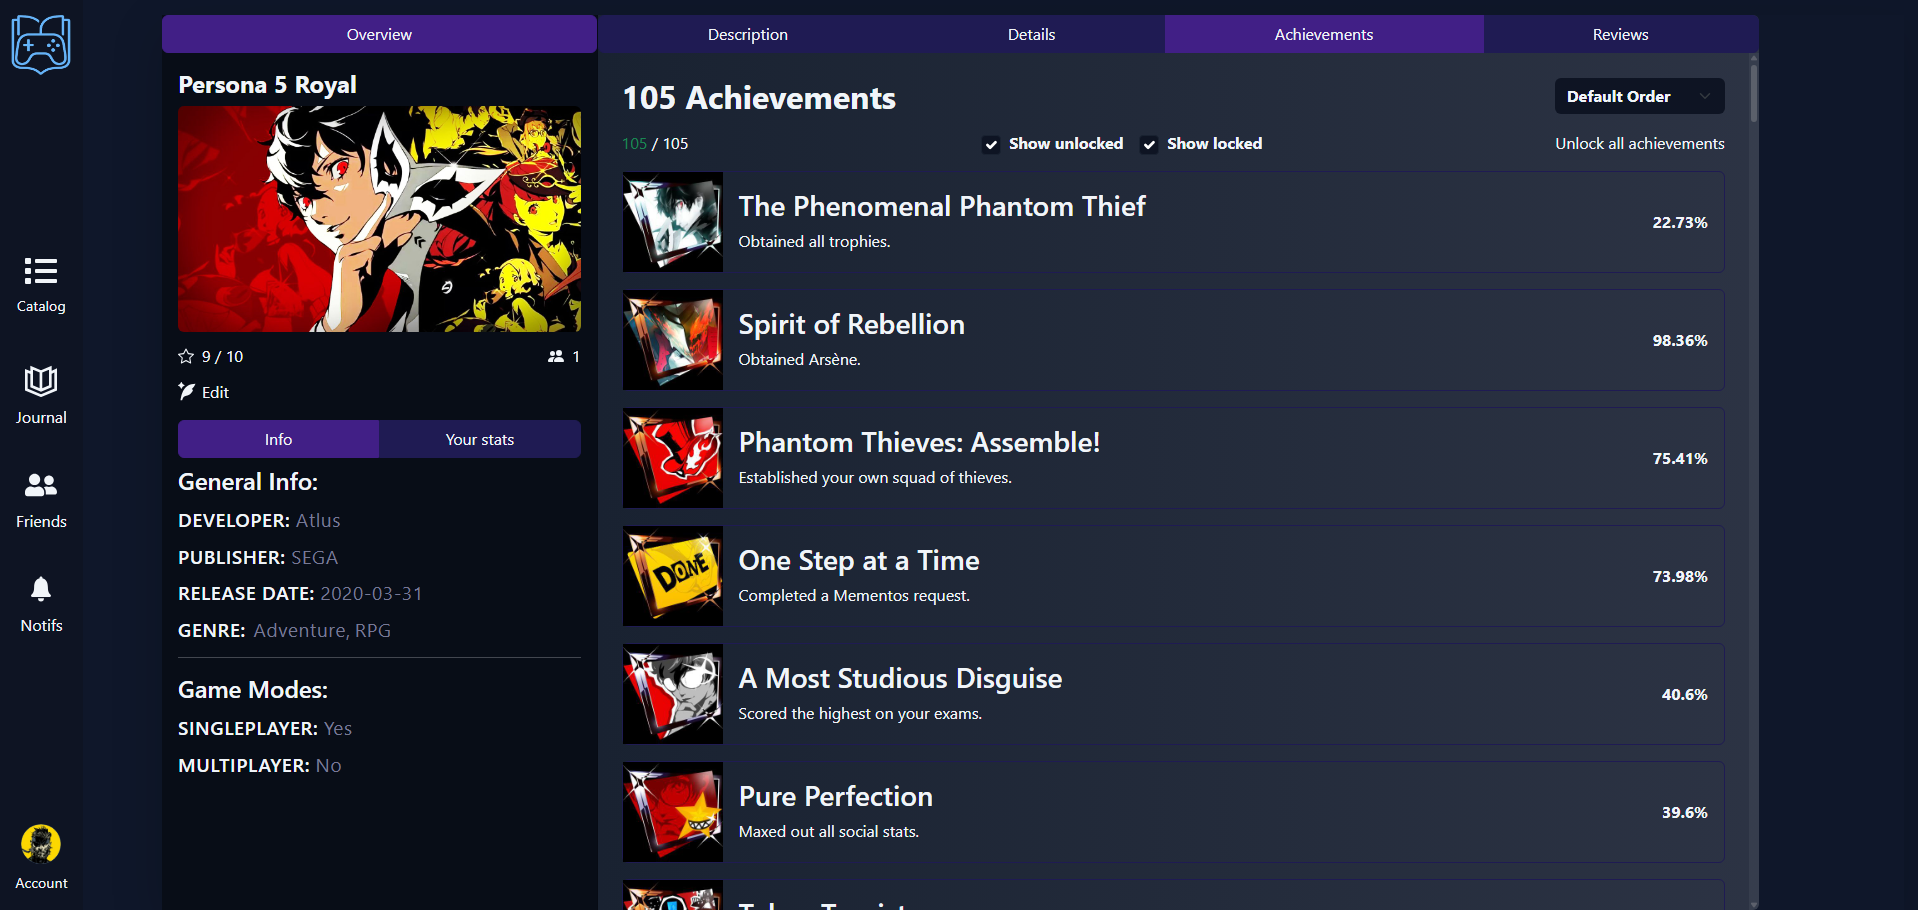 Overview
Description
Details
Achievements
Reviews
Catalog
Journal
Friends
Notifs
Account
Persona 5 Royal
9 / 10
1
Edit
Info
Your stats
General Info:
DEVELOPER: Atlus
PUBLISHER: SEGA
RELEASE DATE: 2020-03-31
GENRE: Adventure, RPG
Game Modes:
SINGLEPLAYER: Yes
MULTIPLAYER: No
105 Achievements
Default Order
105 / 105
Show unlocked
Show locked
Unlock all achievements
The Phenomenal Phantom Thief
Obtained all trophies.
22.73%
Spirit of Rebellion
Obtained Arsène.
98.36%
Phantom Thieves: Assemble!
Established your own squad of thieves.
75.41%
DONE
One Step at a Time
Completed a Mementos request.
73.98%
A Most Studious Disguise
Scored the highest on your exams.
40.6%
Pure Perfection
Maxed out all social stats.
39.6%